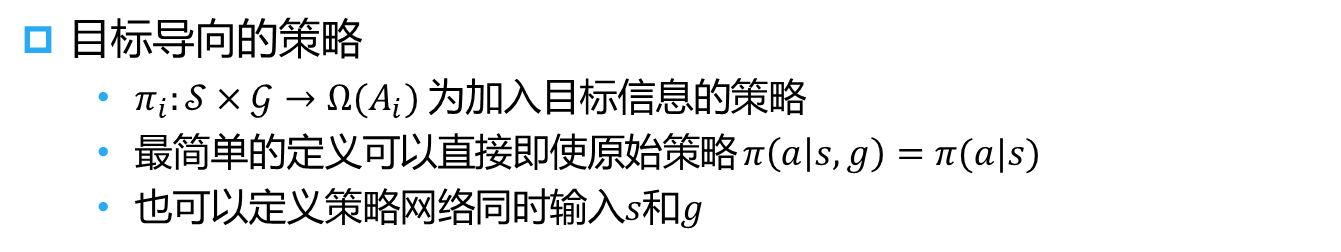 目标导向的策略
• π_i: 𝒮 × 𝒢 → Ω(A_i) 为加入目标信息的策略
• 最简单的定义可以直接即使原始策略π(a|s, g) = π(a|s)
• 也可以定义策略网络同时输入s和g